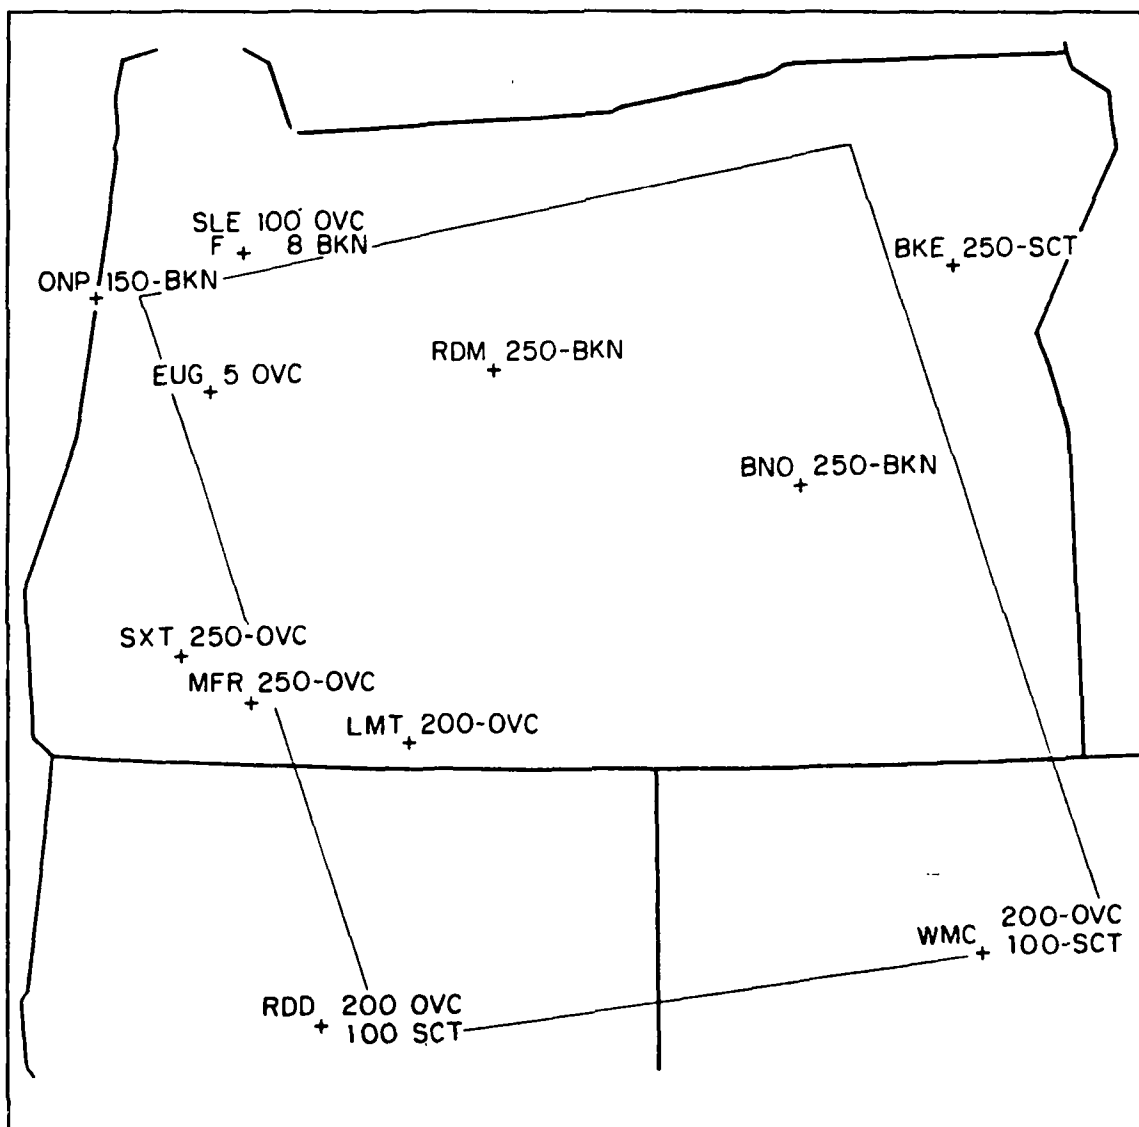 SLE 100 OVC
F + 8 BKN
BKE + 250-SCT
ONP + 150-BKN
RDM + 250-BKN
EUG + 5 OVC
BNO + 250-BKN
SXT + 250-OVC
MFR + 250-OVC
LMT + 200-OVC
200-OVC
WMC + 100-SCT
RDD 200 OVC
+ 100 SCT